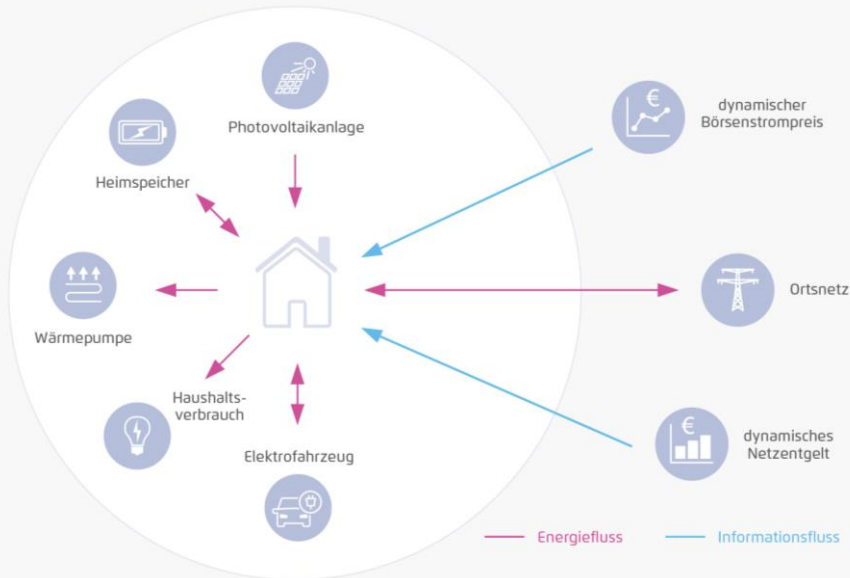 Photovoltaikanlage
Heimspeicher
Wärmepumpe
Haushalts-
verbrauch
Elektrofahrzeug
€
dynamischer
Börsenstrompreis
Ortsnetz
€
dynamisches
Netzentgelt
Energiefluss
Informationsfluss